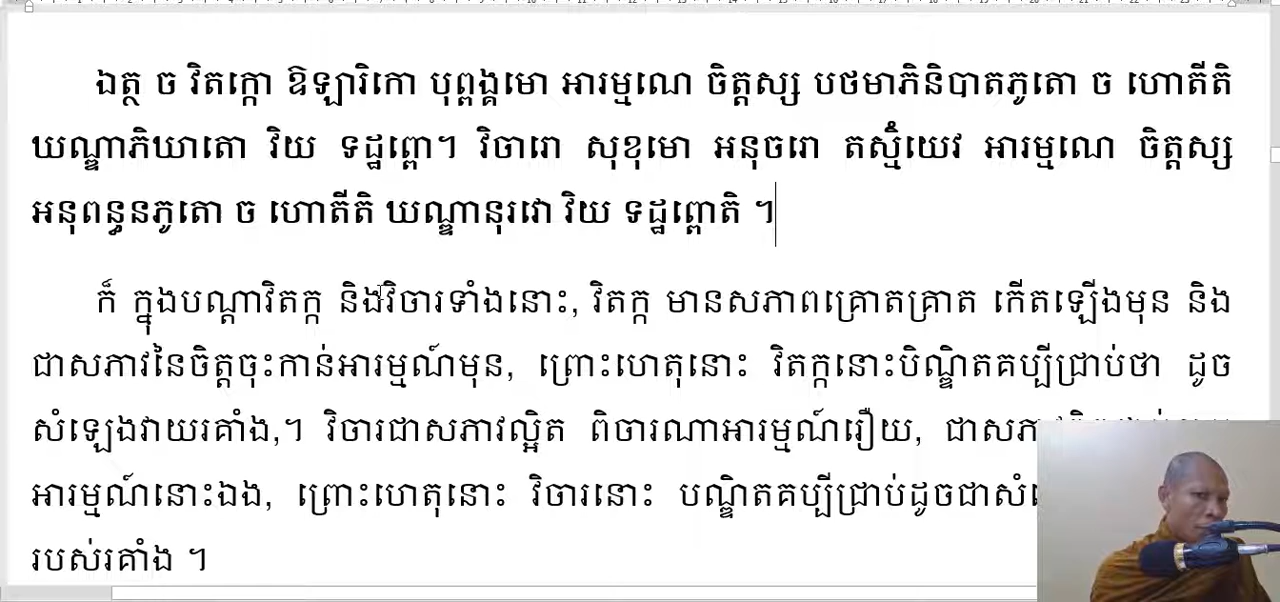 ឯត្ថ ច វិតក្កោ ឱឡារិកោ បុព្ពង្គមោ អារម្មណេ ចិត្តស្ស បឋមាភិនិបាតភូតោ ច ហោតីតិ
ឃណ្ឌាភិឃាតោ វិយ ទដ្ឋព្ពោ។ វិចារោ សុខុមោ អនុចរោ តស្មឹយេវ អារម្មណេ ចិត្តស្ស
អនុពន្ធនភូតោ ច ហោតីតិ ឃណ្ឌានុរវោ វិយ ទដ្ឋព្ពោតិ ។
ក៏ ក្នុងបណ្តាវិតក្ក និងវិចារទាំងនោះ, វិតក្ក មានសភាពគ្រោតគ្រាត កើតឡើងមុន និង
ជាសភាវនៃចិត្តចុះកាន់អារម្មណ៍មុន, ព្រោះហេតុនោះ វិតក្កនោះបិណ្ឌិតគប្បីជ្រាប់ថា ដូច
សំឡេងវាយរគាំង,។ វិចារជាសភាវល្អិត ពិចារណាអារម្មណ៍រឿយ,
អារម្មណ៍នោះឯង, ព្រោះហេតុនោះ វិចារនោះ បណ្ឌិតគប្បីជ្រាប់ដូចជា
របស់រគាំង ។